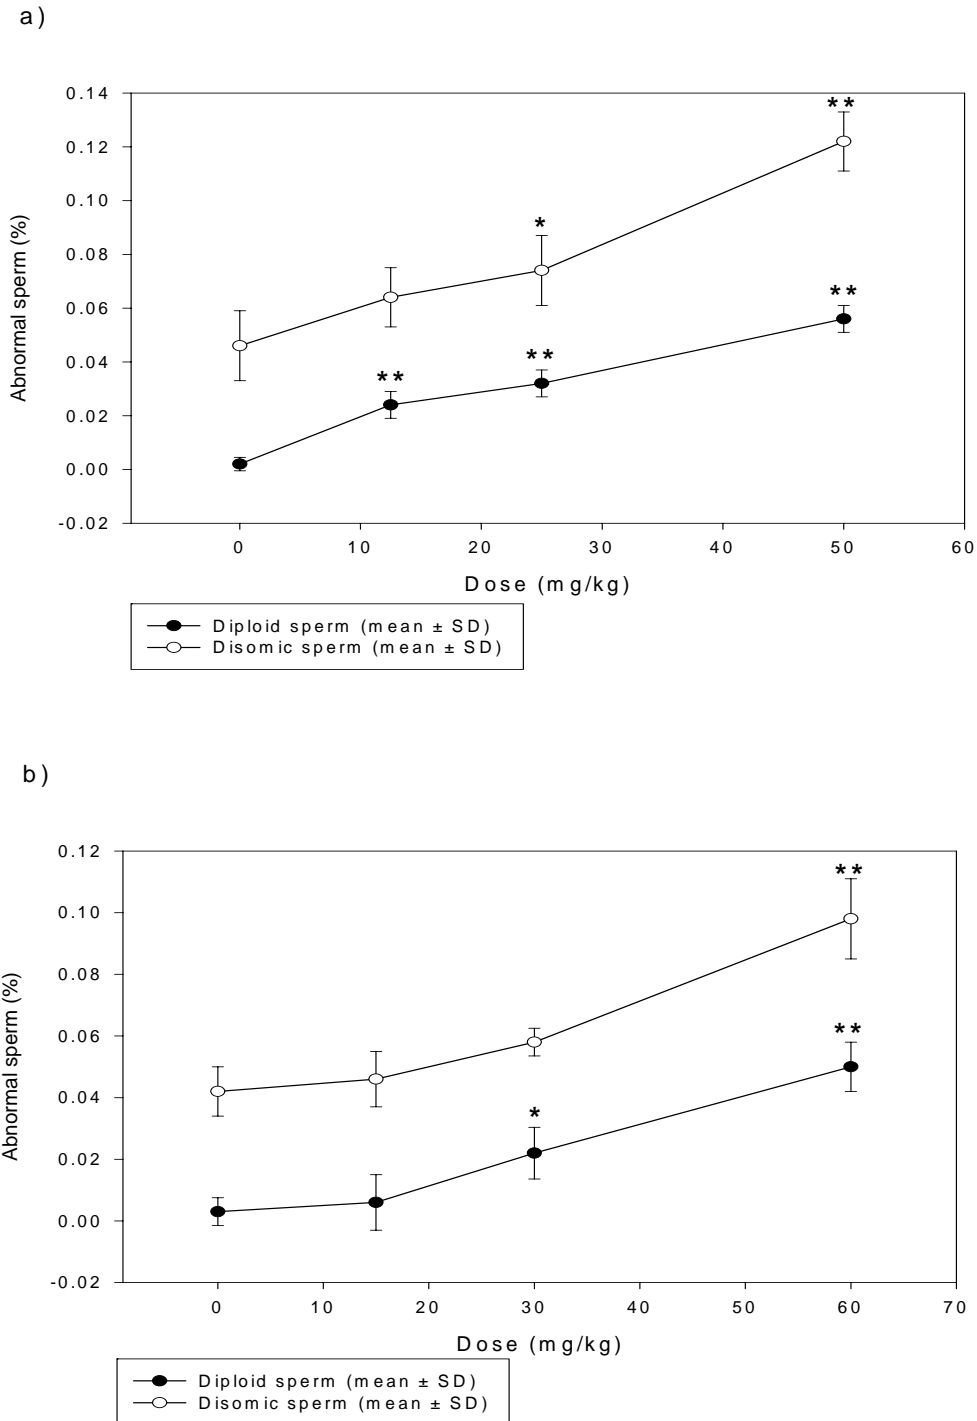 a)
0.14
0.12
0.10
0.08
0.06
0.04
0.02
0.00
-0.02
Abnormal sperm (%)
**
*
**
**
**
0 10 20 30 40 50 60
Dose (mg/kg)
Diploid sperm (mean ± SD)
Disomic sperm (mean ± SD)
b)
0.12
0.10
0.08
0.06
0.04
0.02
0.00
-0.02
Abnormal sperm (%)
**
**
*
0 10 20 30 40 50 60 70
Dose (mg/kg)
Diploid sperm (mean ± SD)
Disomic sperm (mean ± SD)